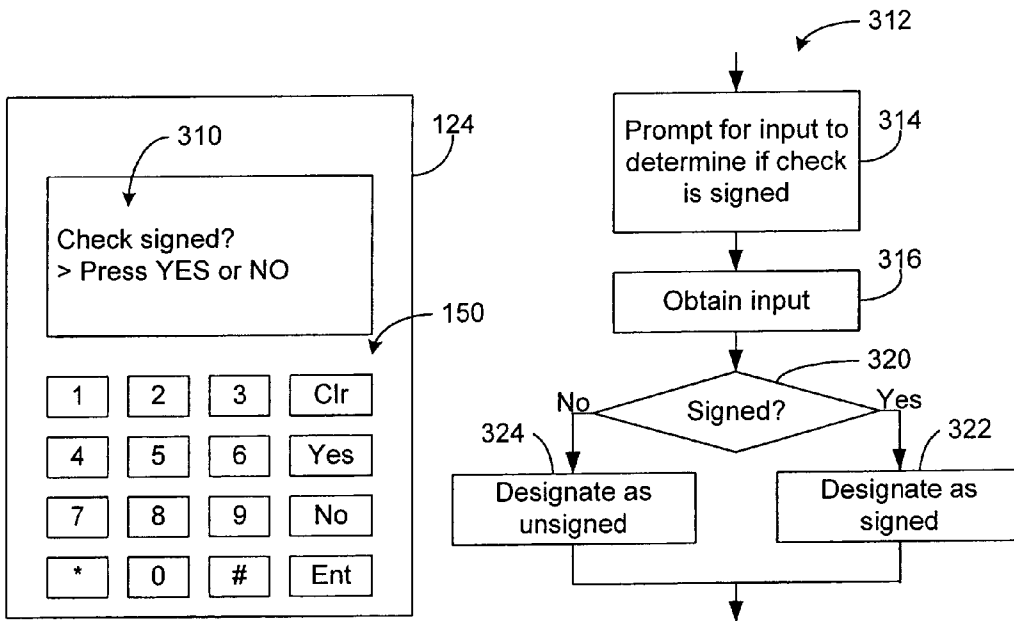 310
124
Check signed?
> Press YES or NO
150
1 2 3 Clr
4 5 6 Yes
7 8 9 No
* 0 # Ent
312
Prompt for input to
determine if check
is signed
314
Obtain input
316
Signed?
320
No
Yes
324
Designate as
unsigned
322
Designate as
signed